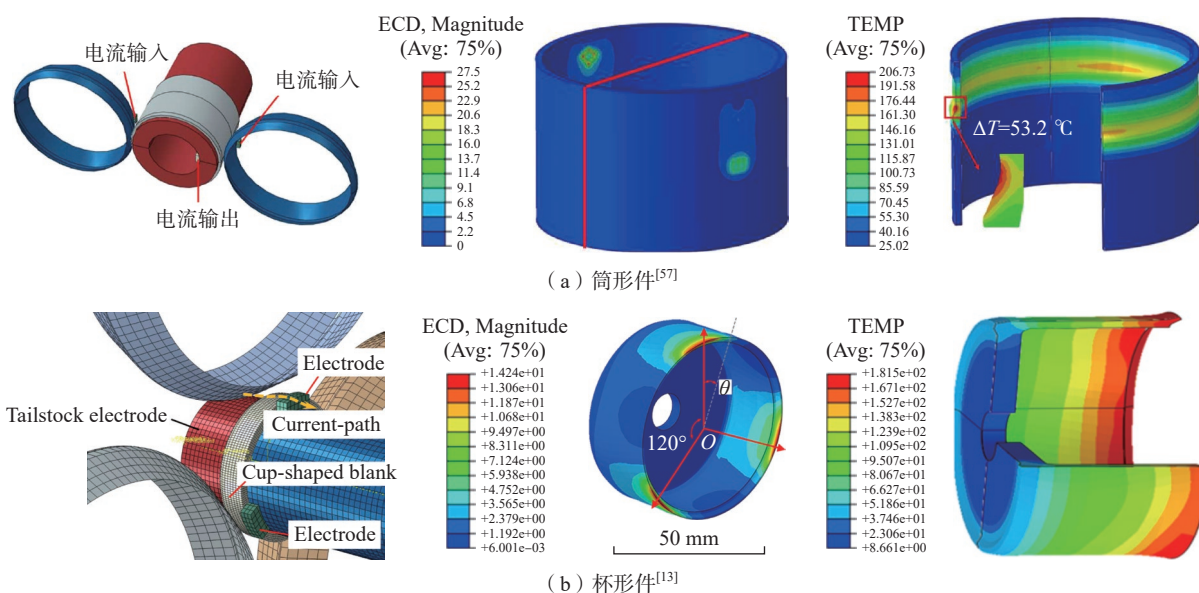 电流输入
电流输入
电流输出
ECD, Magnitude
(Avg: 75%)
27.5
25.2
22.9
20.6
18.3
16.0
13.7
11.4
9.1
6.8
4.5
2.2
0
TEMP
(Avg: 75%)
206.73
191.58
176.44
161.30
146.16
131.01
115.87
100.73
85.59
70.45
55.30
40.16
25.02
ΔT=53.2 ℃
（a）筒形件[57]
Electrode
Tailstock electrode
Current-path
Cup-shaped blank
Electrode
ECD, Magnitude
(Avg: 75%)
+1.424e+01
+1.306e+01
+1.187e+01
+1.068e+01
+9.497e+00
+8.311e+00
+7.124e+00
+5.938e+00
+4.752e+00
+3.565e+00
+2.379e+00
+1.192e+00
+6.001e−03
θ
120°
O
50 mm
TEMP
(Avg: 75%)
+1.815e+02
+1.671e+02
+1.527e+02
+1.383e+02
+1.239e+02
+1.095e+02
+9.507e+01
+8.067e+01
+6.627e+01
+5.186e+01
+3.746e+01
+2.306e+01
+8.661e+00
（b）杯形件[13]